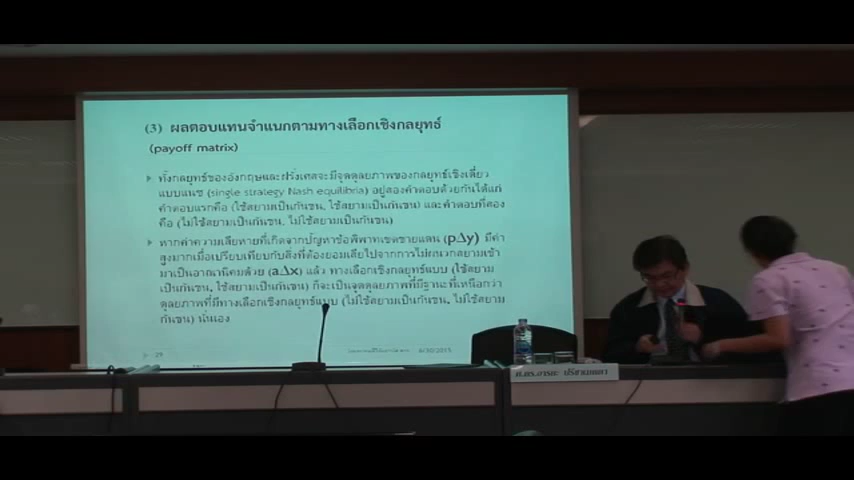 (3) ผลตอบแทนจำแนกตามทางเลือกเชิงกลยุทธ์
(payoff matrix)
ทั้งกลยุทธ์ของอังกฤษและฝรั่งเศสจะมีจุดดุลยภาพของกลยุทธ์เชิงเดี่ยว
แบบแนช (single strategy Nash equilibria) อยู่สองคำตอบด้วยกันได้แก่
คำตอบแรกคือ (ใช้สยามเป็นกันชน, ใช้สยามเป็นกันชน) และคำตอบที่สอง
คือ (ไม่ใช้สยามเป็นกันชน, ไม่ใช้สยามเป็นกันชน)
หากค่าความเสียหายที่เกิดจากปัญหาข้อพิพาทเขตชายแดน (pΔy) มีค่า
สูงมากเมื่อเปรียบเทียบกับสิ่งที่ต้องยอมเสียไปจากการไม่ผนวกสยามเข้า
มาเป็นอาณานิคมด้วย (aΔx) แล้ว ทางเลือกเชิงกลยุทธ์แบบ (ใช้สยาม
เป็นกันชน, ใช้สยามเป็นกันชน) ก็จะเป็นจุดดุลยภาพที่มีฐานะที่เหนือกว่า
ดุลยภาพที่มีทางเลือกเชิงกลยุทธ์แบบ (ไม่ใช้สยามเป็นกันชน, ไม่ใช้สยาม
กันชน) นั่นเอง
29 8/30/2015